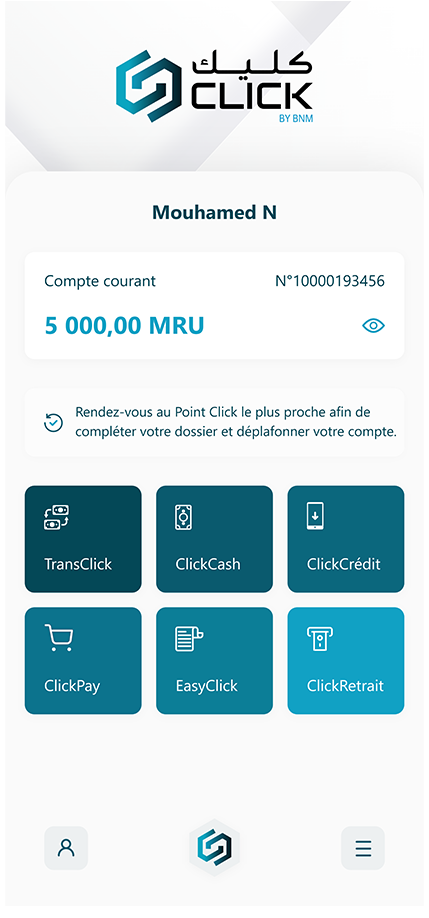 كليك
CLICK
BY BNM
Mouhamed N
Compte courant N°10000193456
5 000,00 MRU
Rendez-vous au Point Click le plus proche afin de
compléter votre dossier et déplafonner votre compte.
TransClick ClickCash ClickCrédit
ClickPay EasyClick ClickRetrait